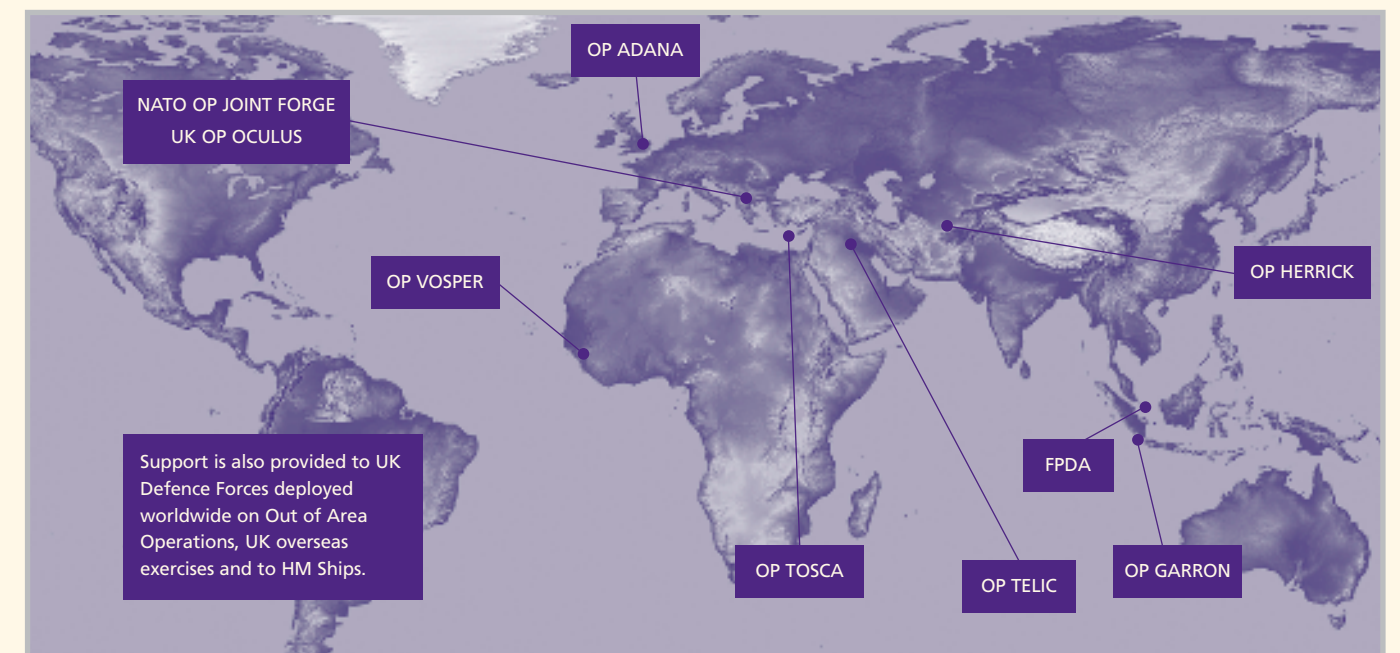 OP ADANA
NATO OP JOINT FORGE
UK OP OCULUS
OP VOSPER
OP HERRICK
Support is also provided to UK
Defence Forces deployed
worldwide on Out of Area
Operations, UK overseas
exercises and to HM Ships.
FPDA
OP TOSCA
OP TELIC
OP GARRON